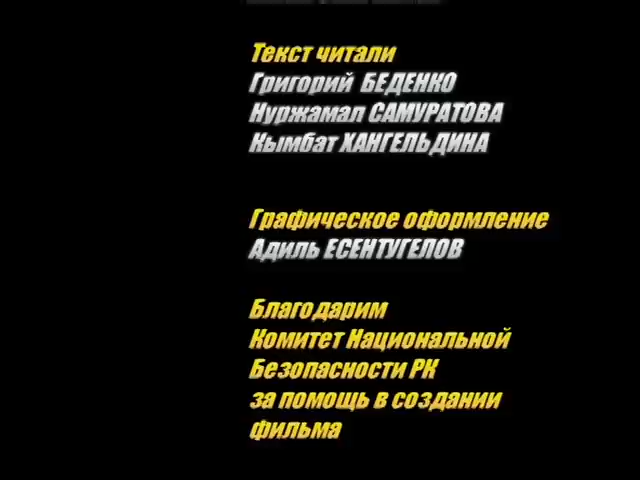 Текст читали
Григорий БЕДЕНКО
Нуржамал САМУРАТОВА
Кымбат ХАНГЕЛЬДИНА
Графическое оформление
Адиль ЕСЕНТУГЕЛОВ
Благодарим
Комитет Национальной
Безопасности РК
за помощь в создании
фильма